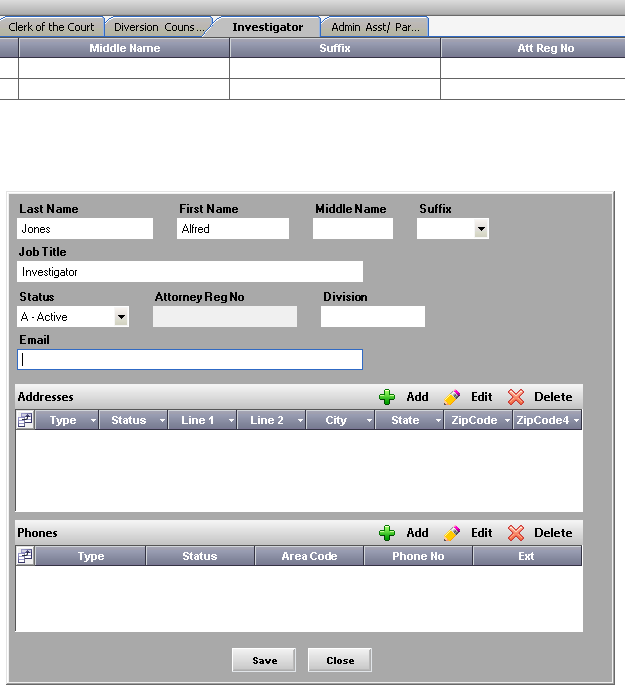 Clerk of the Court Diversion Couns... Investigator Admin Asst/ Par...
Middle Name Suffix Att Reg No
Last Name First Name Middle Name Suffix
Jones Alfred
Job Title
Investigator
Status Attorney Reg No Division
A - Active
Email
Addresses Add Edit Delete
Type Status Line 1 Line 2 City State ZipCode ZipCode4
Phones Add Edit Delete
Type Status Area Code Phone No Ext
Save Close